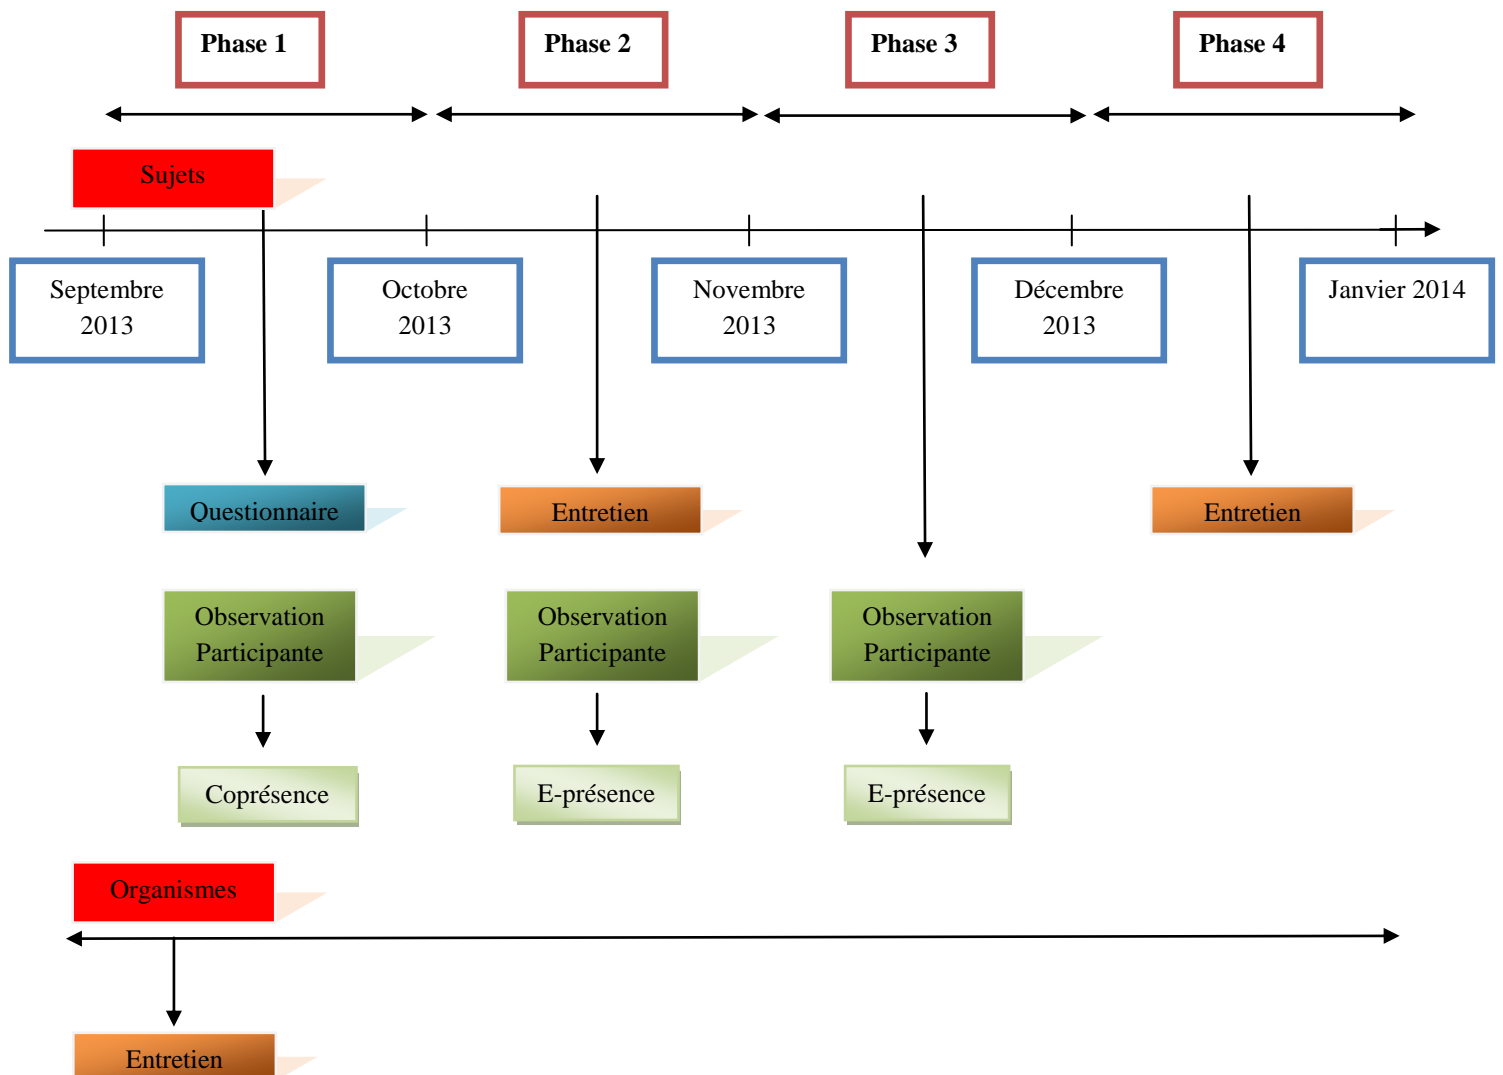 Phase 1
Phase 2
Phase 3
Phase 4
Sujets
Septembre
2013
Octobre
2013
Novembre
2013
Décembre
2013
Janvier 2014
Questionnaire
Entretien
Entretien
Observation
Participante
Observation
Participante
Observation
Participante
Coprésence
E-présence
E-présence
Organismes
Entretien